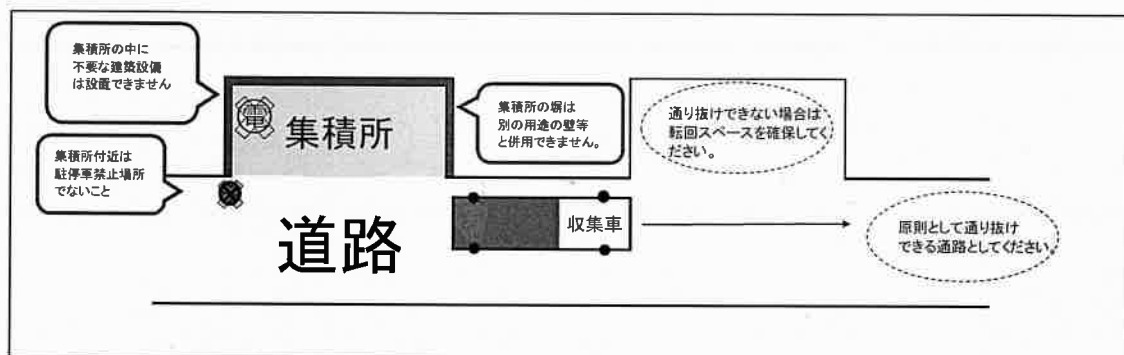 集積所の中に
不要な建築設備
は設置できません
電
集積所
集積所の塀は
別の用途の壁等
と併用できません。
通り抜けできない場合は
転回スペースを確保してく
ださい。
集積所付近は
駐停車禁止場所
でないこと
道路
収集車
原則として通り抜け
できる通路としてください。